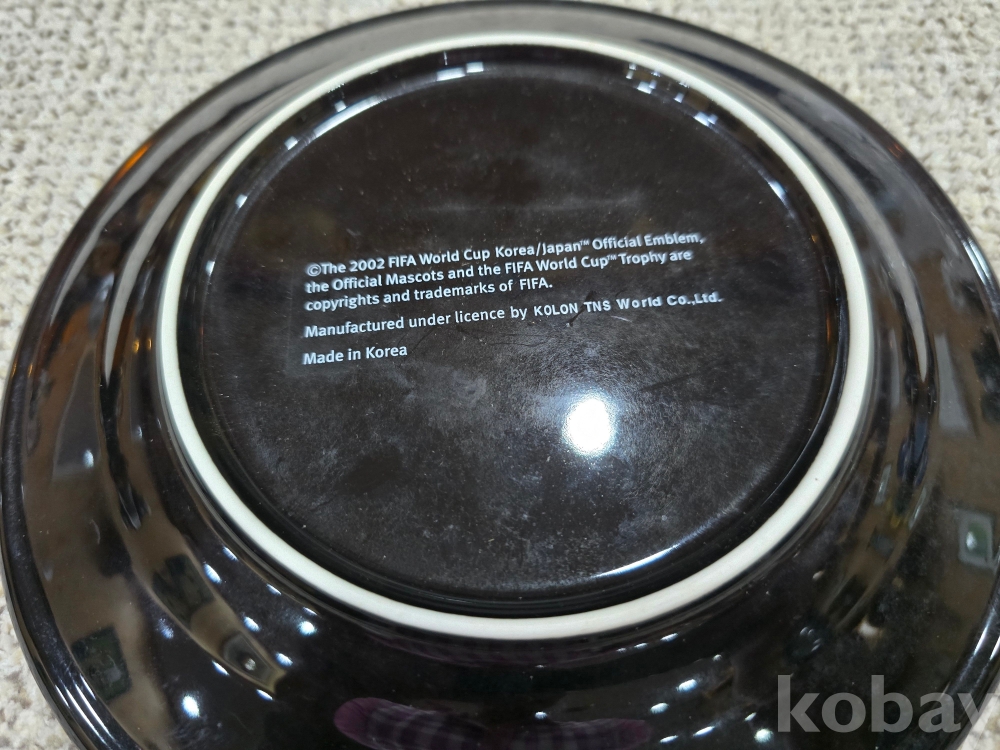 ©The 2002 FIFA World Cup Korea/Japan™ Official Emblem,
the Official Mascots and the FIFA World Cup™ Trophy are
copyrights and trademarks of FIFA.
Manufactured under licence by KOLON TNS World Co.,Ltd.
Made in Korea
kobay